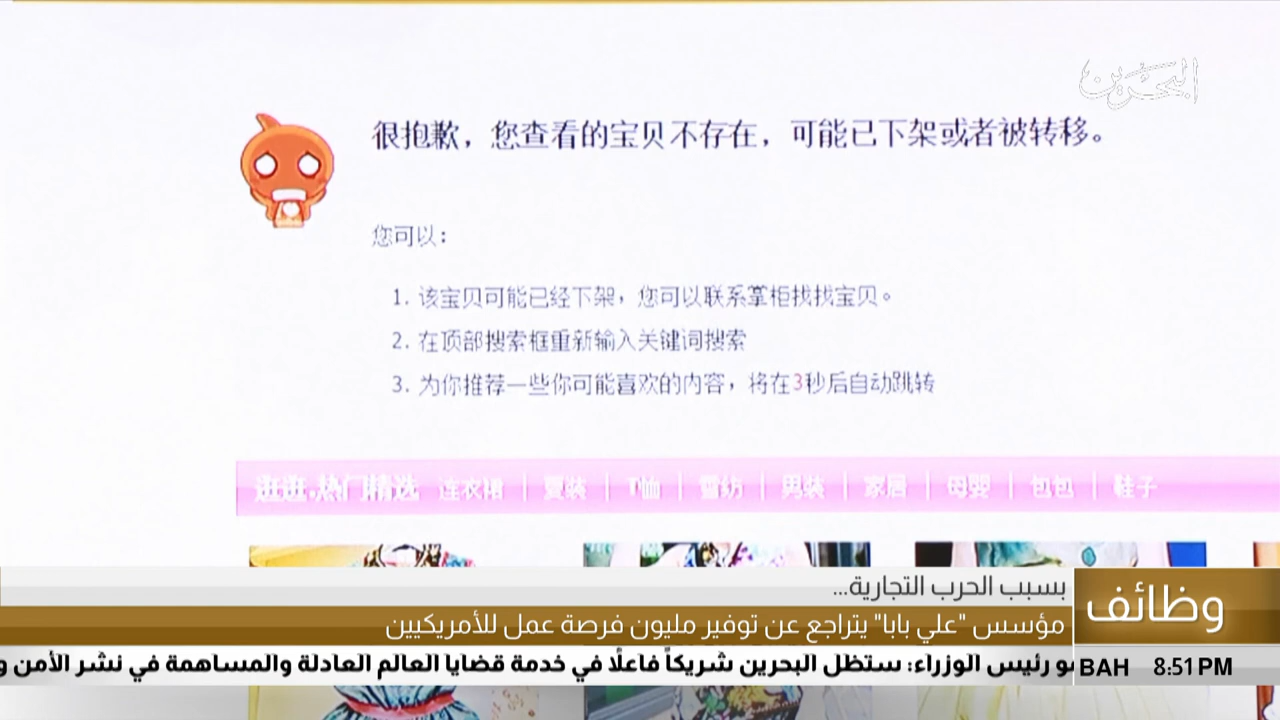 البحرين
很抱歉，您查看的宝贝不存在，可能已下架或者被转移。
您可以：
1. 该宝贝可能已经下架，您可以联系掌柜找找宝贝。
2. 在顶部搜索框重新输入关键词搜索
3. 为你推荐一些你可能喜欢的内容，将在3秒后自动跳转
逛逛.热门精选 连衣裙 | 夏装 | T恤 | 雪纺 | 男装 | 家居 | 母婴 | 包包 | 鞋子
بسبب الحرب التجارية...
وظائف
مؤسس "علي بابا" يتراجع عن توفير مليون فرصة عمل للأمريكيين
مو رئيس الوزراء: ستظل البحرين شريكاً فاعلًا في خدمة قضايا العالم العادلة والمساهمة في نشر الأمن و
BAH 8:51 PM